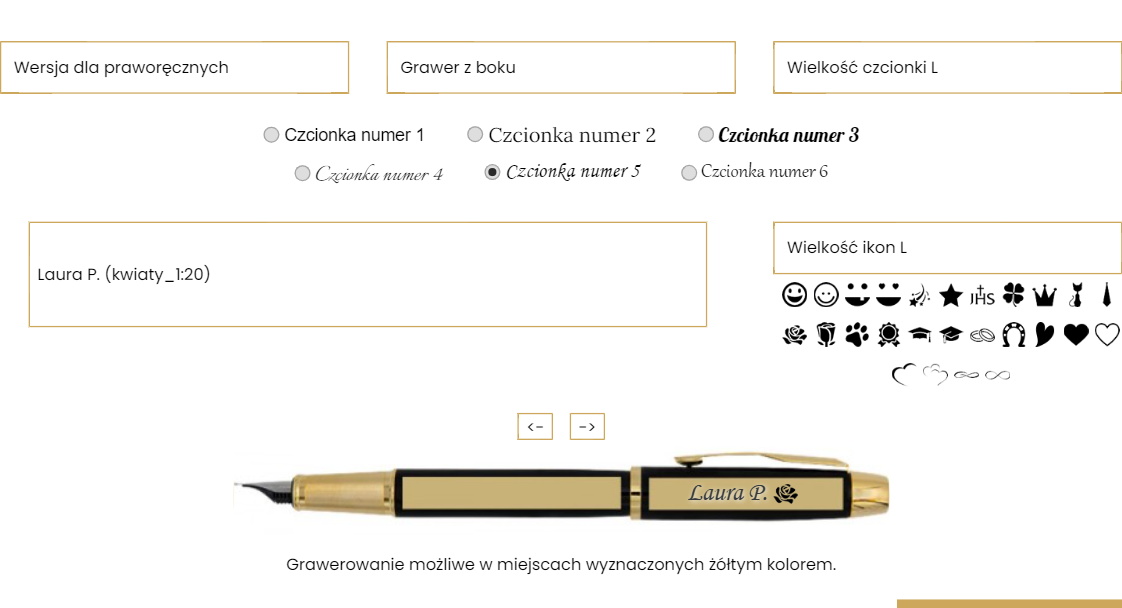 Wersja dla praworęcznych
Grawer z boku
Wielkość czcionki L
Czcionka numer 1
Czcionka numer 2
Czcionka numer 3
Czcionka numer 4
Czcionka numer 5
Czcionka numer 6
Laura P. (kwiaty_1:20)
Wielkość ikon L
JHS
<- ->
Laura P.
Grawerowanie możliwe w miejscach wyznaczonych żółtym kolorem.